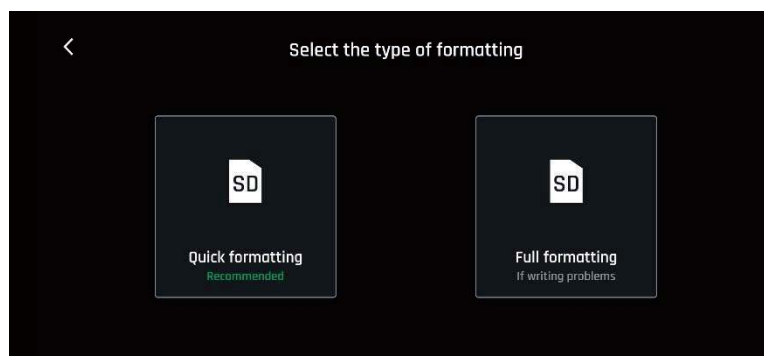 Select the type of formatting
SD
SD
Quick formatting
Recommended
Full formatting
If writing problems